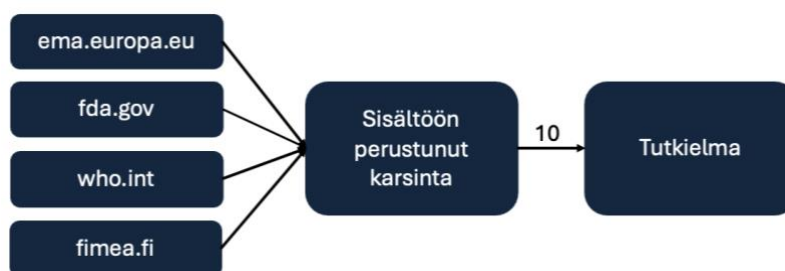 ema.europa.eu
fda.gov
who.int
fimea.fi
Sisältöön
perustunut
karsinta
10
Tutkielma